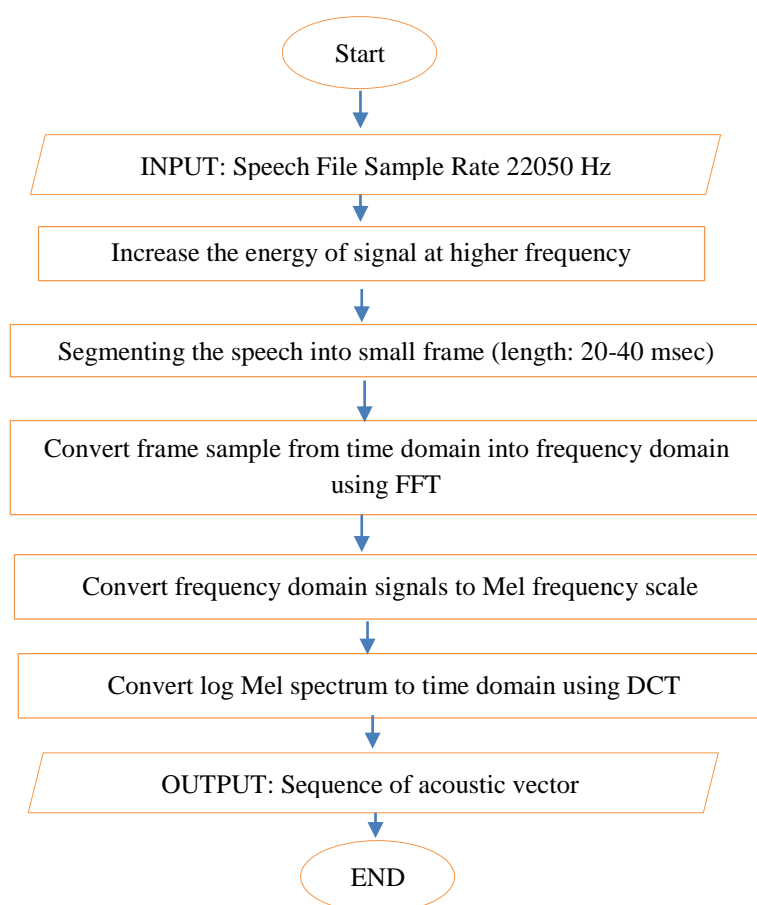 Start
INPUT: Speech File Sample Rate 22050 Hz
Increase the energy of signal at higher frequency
Segmenting the speech into small frame (length: 20-40 msec)
Convert frame sample from time domain into frequency domain
using FFT
Convert frequency domain signals to Mel frequency scale
Convert log Mel spectrum to time domain using DCT
OUTPUT: Sequence of acoustic vector
END